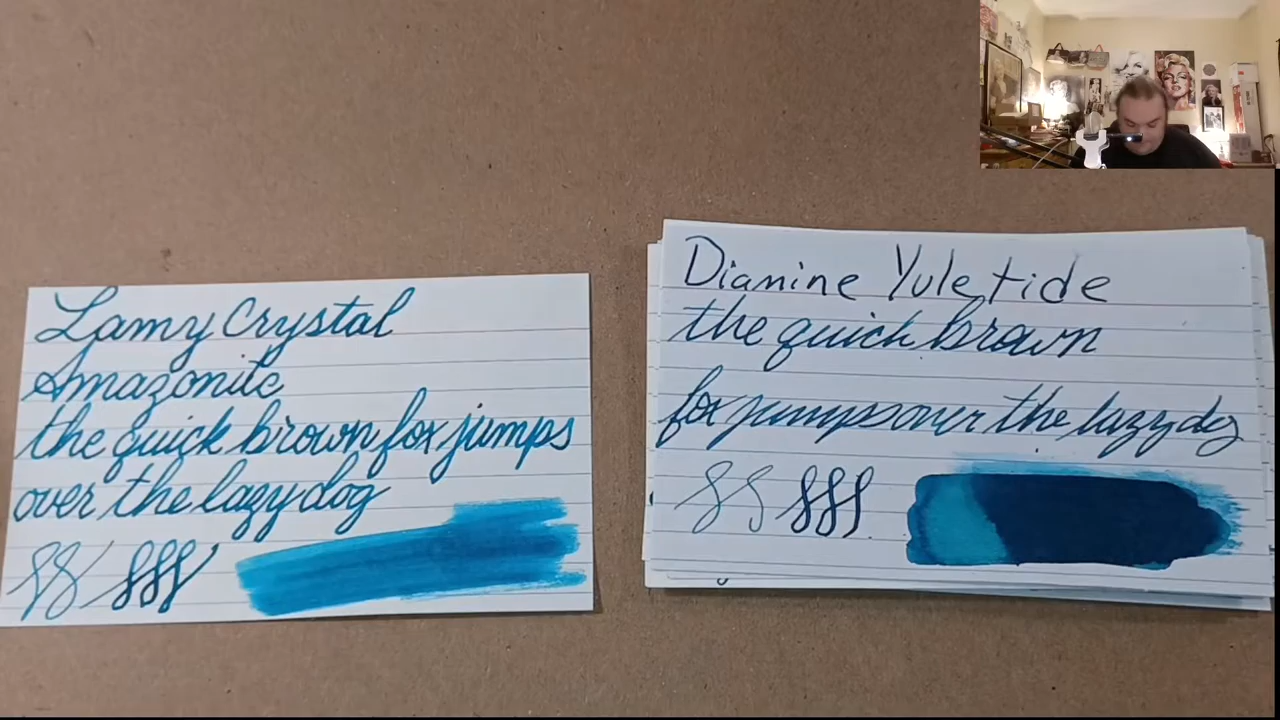 Lamy Crystal
Amazonite
the quick brown fox jumps
over the lazy dog
Diamine Yuletide
the quick brown
fox jumps over the lazy dog